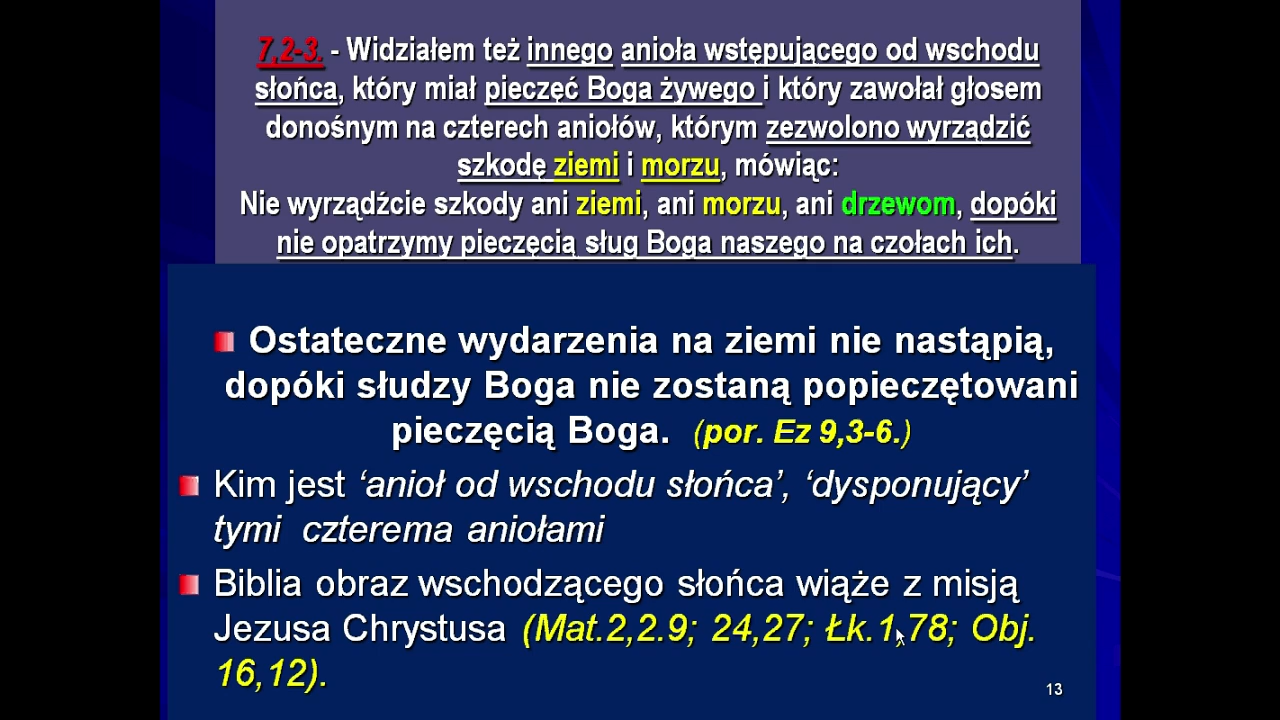 7,2-3. - Widziałem też innego anioła wstępującego od wschodu
słońca, który miał pieczęć Boga żywego i który zawołał głosem
donośnym na czterech aniołów, którym zezwolono wyrządzić
szkodę ziemi i morzu, mówiąc:
Nie wyrządźcie szkody ani ziemi, ani morzu, ani drzewom, dopóki
nie opatrzymy pieczęcią sług Boga naszego na czołach ich.
Ostateczne wydarzenia na ziemi nie nastąpią,
dopóki słudzy Boga nie zostaną popieczętowani
pieczęcią Boga. (por. Ez 9,3-6.)
Kim jest ‘anioł od wschodu słońca’, ‘dysponujący’
tymi czterema aniołami
Biblia obraz wschodzącego słońca wiąże z misją
Jezusa Chrystusa (Mat.2,2.9; 24,27; Łk.1,78; Obj.
16,12).
13